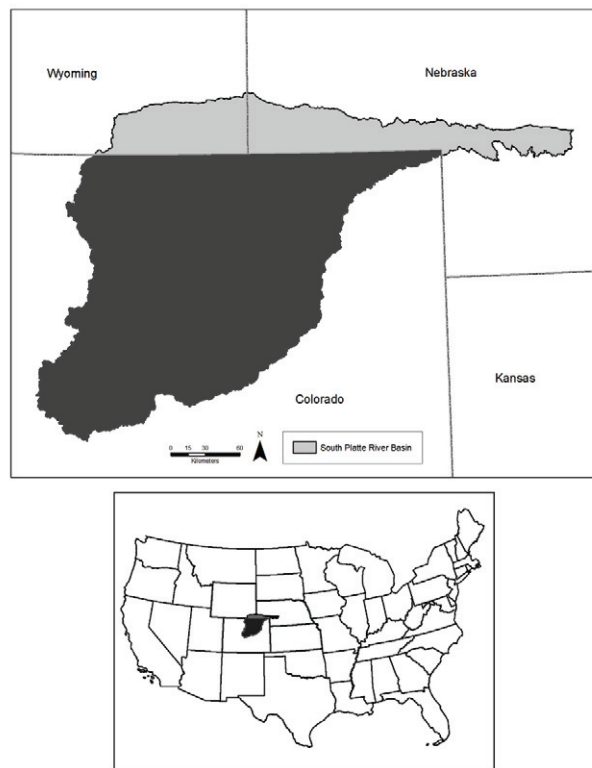 Wyoming
Nebraska
Kansas
Colorado
0 15 30 60
Kilometers
N
South Platte River Basin